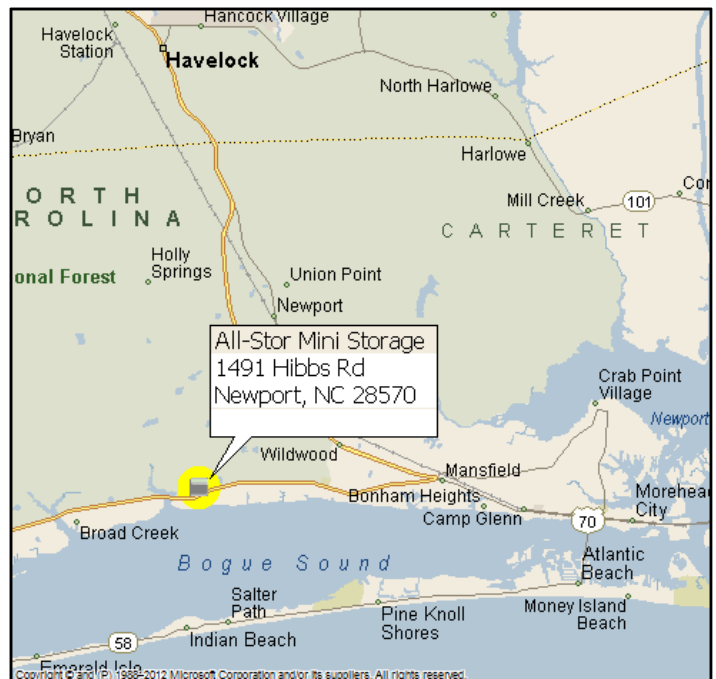 Hancock Village
Havelock
Station
Havelock
North Harlowe
Bryan
Harlowe
ORTH
ROLINA
Mill Creek
101
Cor
CARTERET
Holly
Springs
onal Forest
Union Point
Newport
All-Stor Mini Storage
1491 Hibbs Rd
Newport, NC 28570
Crab Point
Village
Newport
Wildwood
Mansfield
Bonham Heights
Morehead
City
Camp Glenn
70
Broad Creek
Bogue Sound
Atlantic
Beach
Salter
Path
Pine Knoll
Shores
Money Island
Beach
58
Indian Beach
Emerald Isle
Copyright © and (P) 1988–2012 Microsoft Corporation and/or its suppliers. All rights reserved.